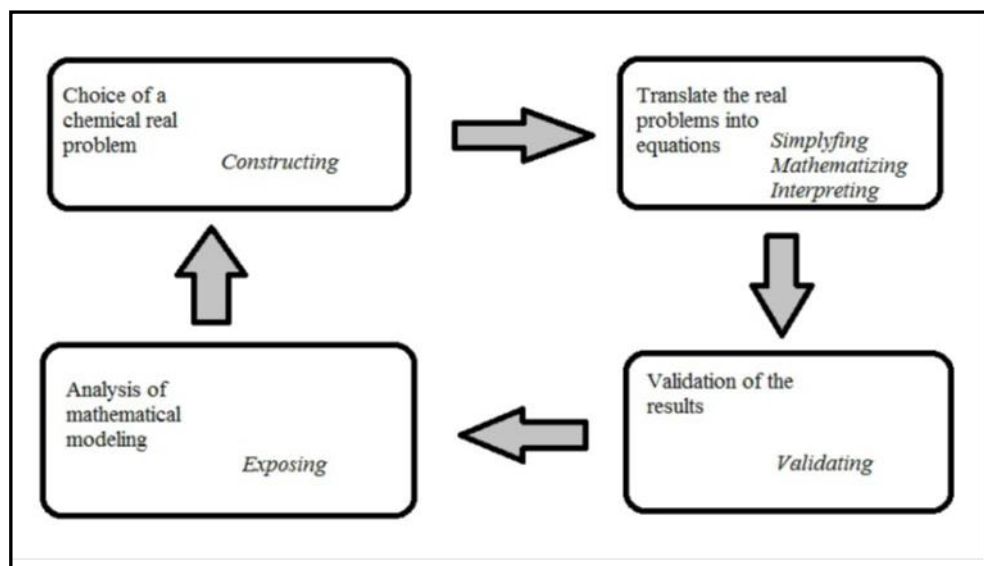 Choice of a
chemical real
problem
Constructing
Translate the real
problems into
equations
Simplyfing
Mathematizing
Interpreting
Validation of the
results
Validating
Analysis of
mathematical
modeling
Exposing